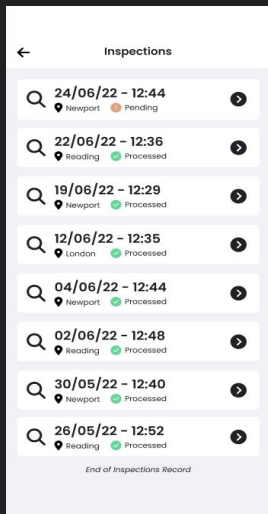 Inspections
24/06/22 - 12:44
Newport Pending
22/06/22 - 12:36
Reading Processed
19/06/22 - 12:29
Newport Processed
12/06/22 - 12:35
London Processed
04/06/22 - 12:44
Newport Processed
02/06/22 - 12:48
Reading Processed
30/05/22 - 12:40
Newport Processed
26/05/22 - 12:52
Reading Processed
End of Inspections Record